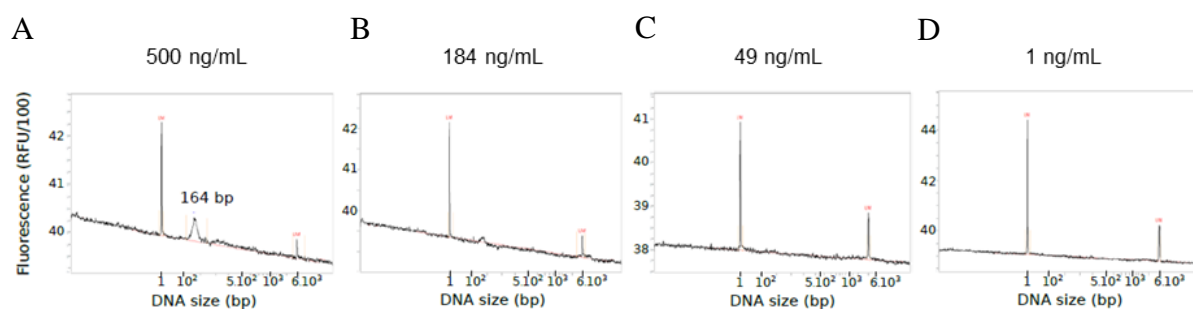 A B C D
500 ng/mL 184 ng/mL 49 ng/mL 1 ng/mL
Fluorescence (RFU/100)
42
41
40
164 bp
1 10² 5.10² 10³ 6.10³
DNA size (bp)
42
41
40
1 10² 5.10² 10³ 6.10³
DNA size (bp)
41
40
39
38
1 10² 5.10² 10³ 6.10³
DNA size (bp)
44
42
40
1 10² 5.10² 10³ 6.10³
DNA size (bp)